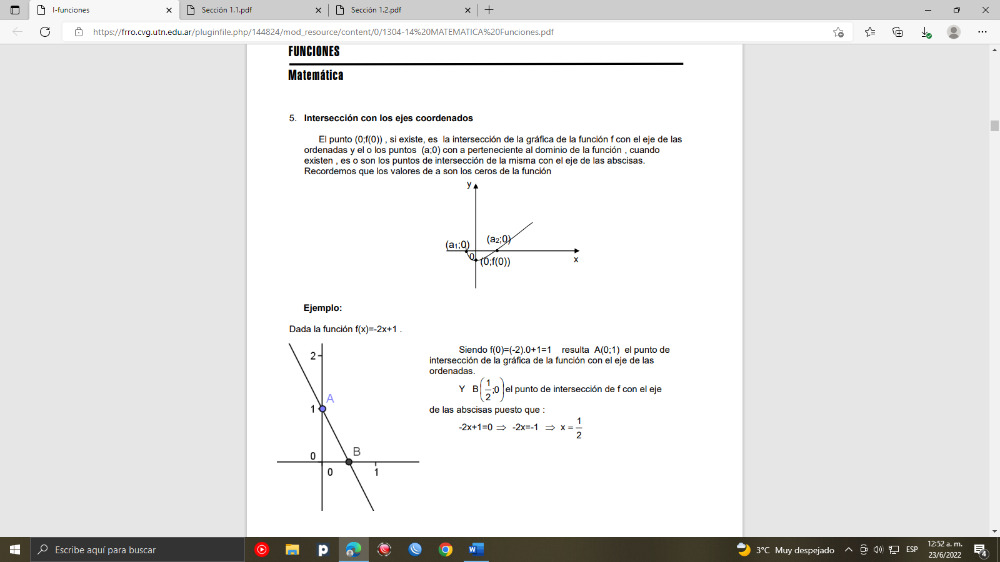 I-funciones
Sección 1.1.pdf
Sección 1.2.pdf
https://frro.cvg.utn.edu.ar/pluginfile.php/144824/mod_resource/content/0/1304-14%20MATEMATICA%20Funciones.pdf
FUNCIONES
Matemática
5. Intersección con los ejes coordenados
El punto (0;f(0)) , si existe, es la intersección de la gráfica de la función f con el eje de las
ordenadas y el o los puntos (a;0) con a perteneciente al dominio de la función , cuando
existen , es o son los puntos de intersección de la misma con el eje de las abscisas.
Recordemos que los valores de a son los ceros de la función
y
(a₁;0)
(a₂;0)
0
(0;f(0))
x
Ejemplo:
Dada la función f(x)=-2x+1 .
2
A
1
B
0
0
1
Siendo f(0)=(-2).0+1=1 resulta A(0;1) el punto de
intersección de la gráfica de la función con el eje de las
ordenadas.
Y B(1/2;0) el punto de intersección de f con el eje
de las abscisas puesto que :
-2x+1=0 ⇒ -2x=-1 ⇒ x = 1/2
Escribe aquí para buscar
3°C Muy despejado
ESP
12:52 a. m.
23/6/2022
4